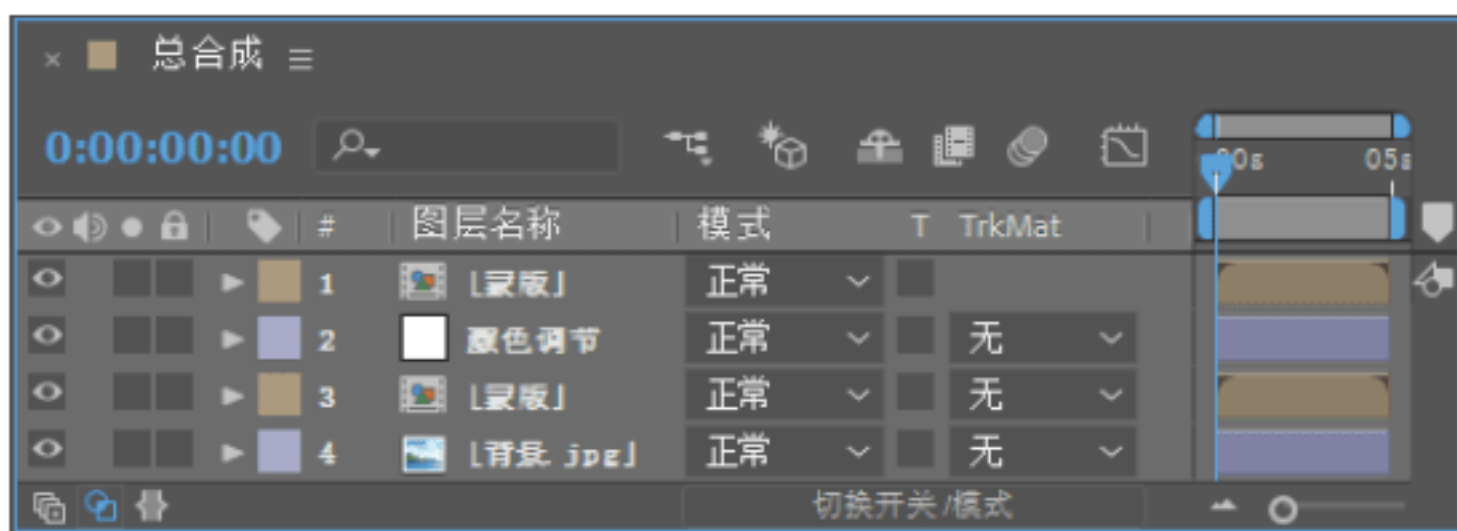 总合成
0:00:00:00
00s 05s
# 图层名称 模式 T TrkMat
1 [蒙版] 正常
2 颜色调节 正常 无
3 [蒙版] 正常 无
4 [背景.jpg] 正常 无
切换开关/模式